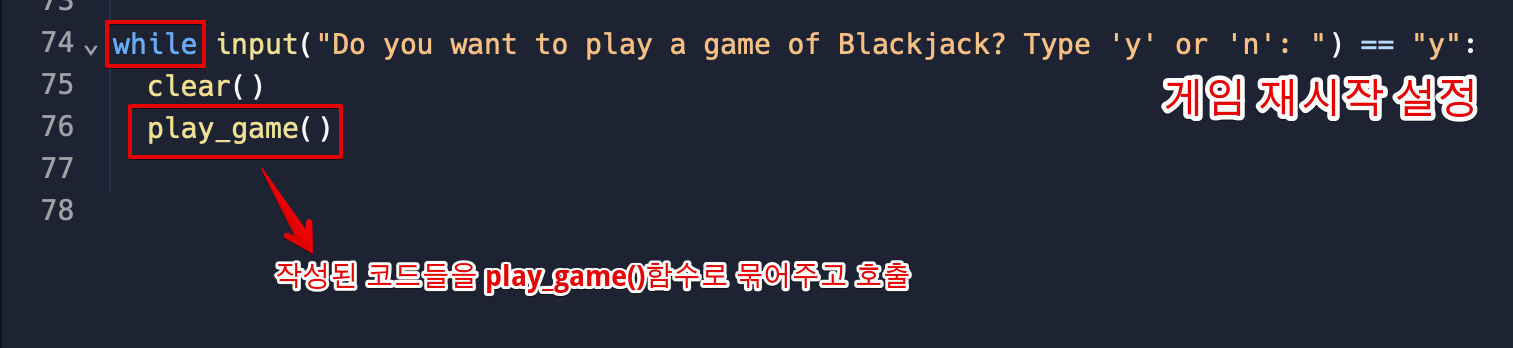 73
74 while input("Do you want to play a game of Blackjack? Type 'y' or 'n': ") == "y":
75 clear()
게임 재시작 설정
76 play_game()
77
78
작성된 코드들을 play_game()함수로 묶어주고 호출